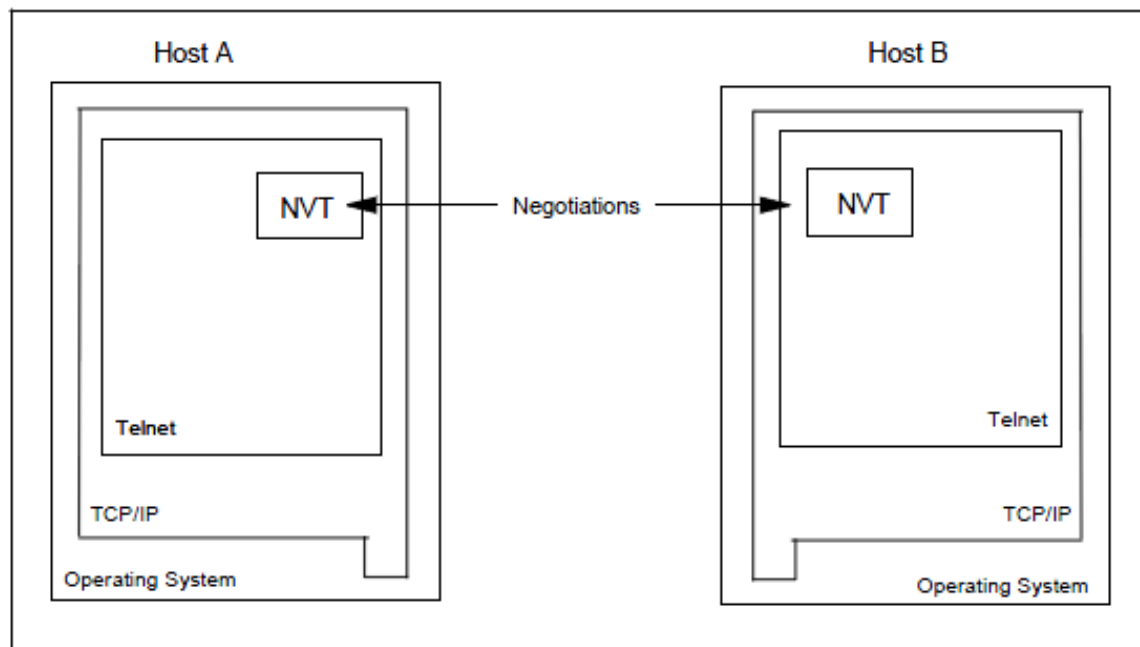 Host A
Host B
NVT
Negotiations
NVT
Telnet
Telnet
TCP/IP
TCP/IP
Operating System
Operating System